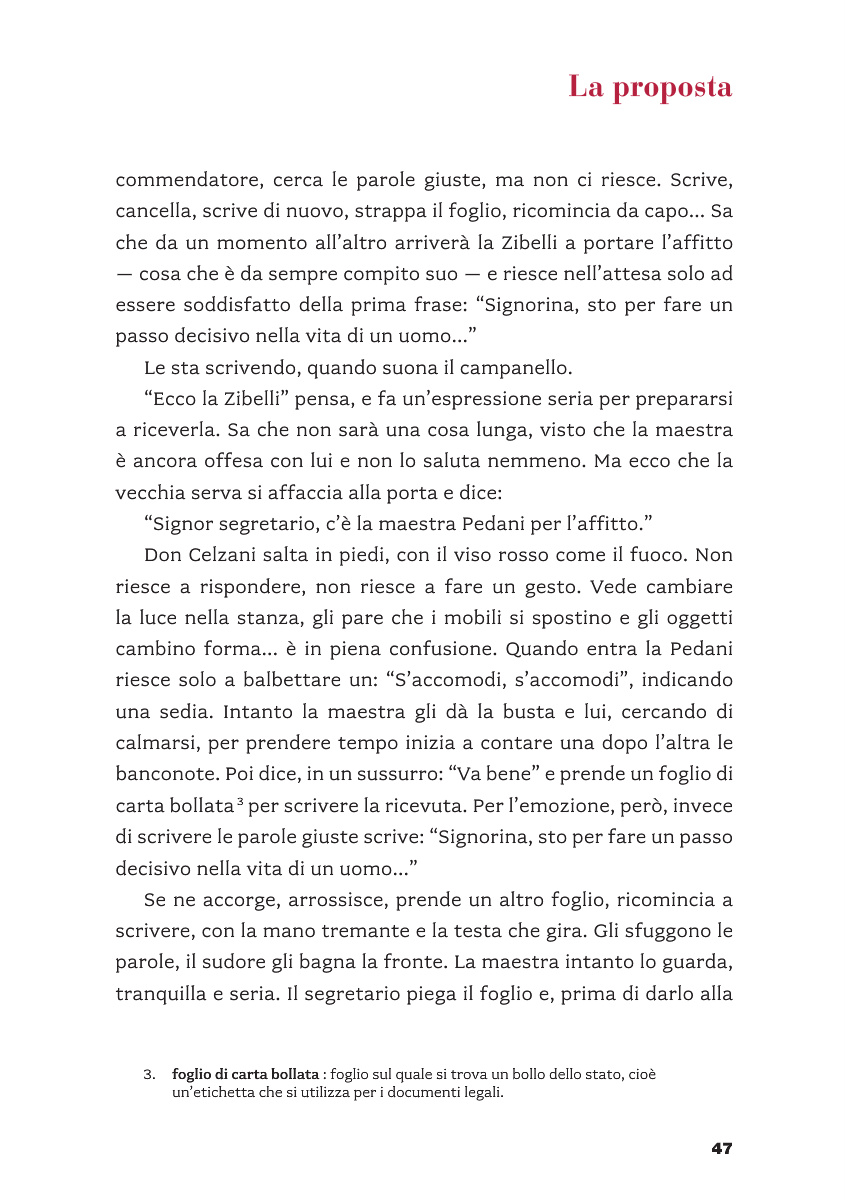 La proposta
commendatore, cerca le parole giuste, ma non ci riesce. Scrive,
cancella, scrive di nuovo, strappa il foglio, ricomincia da capo... Sa
che da un momento all’altro arriverà la Zibelli a portare l’affitto
— cosa che è da sempre compito suo — e riesce nell’attesa solo ad
essere soddisfatto della prima frase: “Signorina, sto per fare un
passo decisivo nella vita di un uomo...”
Le sta scrivendo, quando suona il campanello.
“Ecco la Zibelli” pensa, e fa un’espressione seria per prepararsi
a riceverla. Sa che non sarà una cosa lunga, visto che la maestra
è ancora offesa con lui e non lo saluta nemmeno. Ma ecco che la
vecchia serva si affaccia alla porta e dice:
“Signor segretario, c’è la maestra Pedani per l’affitto.”
Don Celzani salta in piedi, con il viso rosso come il fuoco. Non
riesce a rispondere, non riesce a fare un gesto. Vede cambiare
la luce nella stanza, gli pare che i mobili si spostino e gli oggetti
cambino forma... è in piena confusione. Quando entra la Pedani
riesce solo a balbettare un: “S’accomodi, s’accomodi”, indicando
una sedia. Intanto la maestra gli dà la busta e lui, cercando di
calmarsi, per prendere tempo inizia a contare una dopo l’altra le
banconote. Poi dice, in un sussurro: “Va bene” e prende un foglio di
carta bollata³ per scrivere la ricevuta. Per l’emozione, però, invece
di scrivere le parole giuste scrive: “Signorina, sto per fare un passo
decisivo nella vita di un uomo...”
Se ne accorge, arrossisce, prende un altro foglio, ricomincia a
scrivere, con la mano tremante e la testa che gira. Gli sfuggono le
parole, il sudore gli bagna la fronte. La maestra intanto lo guarda,
tranquilla e seria. Il segretario piega il foglio e, prima di darlo alla
3. foglio di carta bollata : foglio sul quale si trova un bollo dello stato, cioè
un’etichetta che si utilizza per i documenti legali.
47